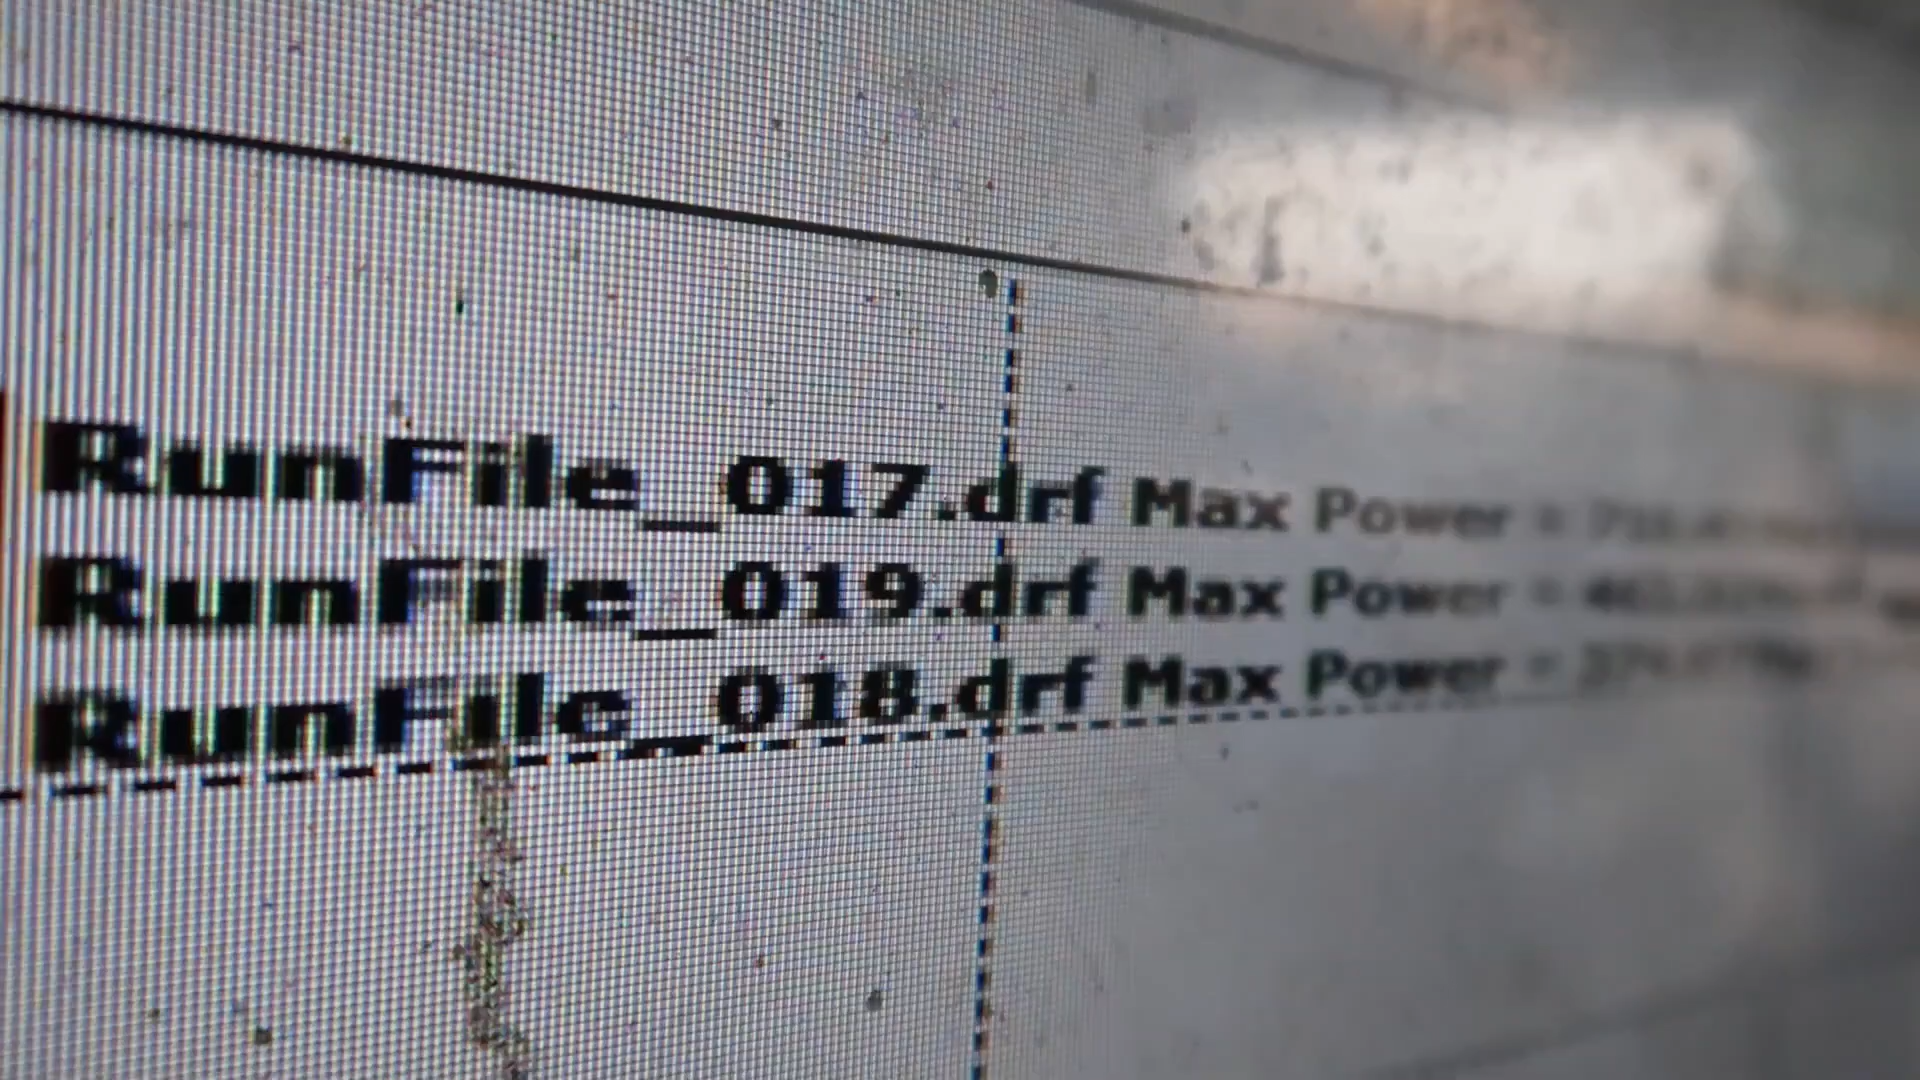 RunFile_017.drf Max Power =
RunFile_019.drf Max Power =
RunFile_018.drf Max Power =